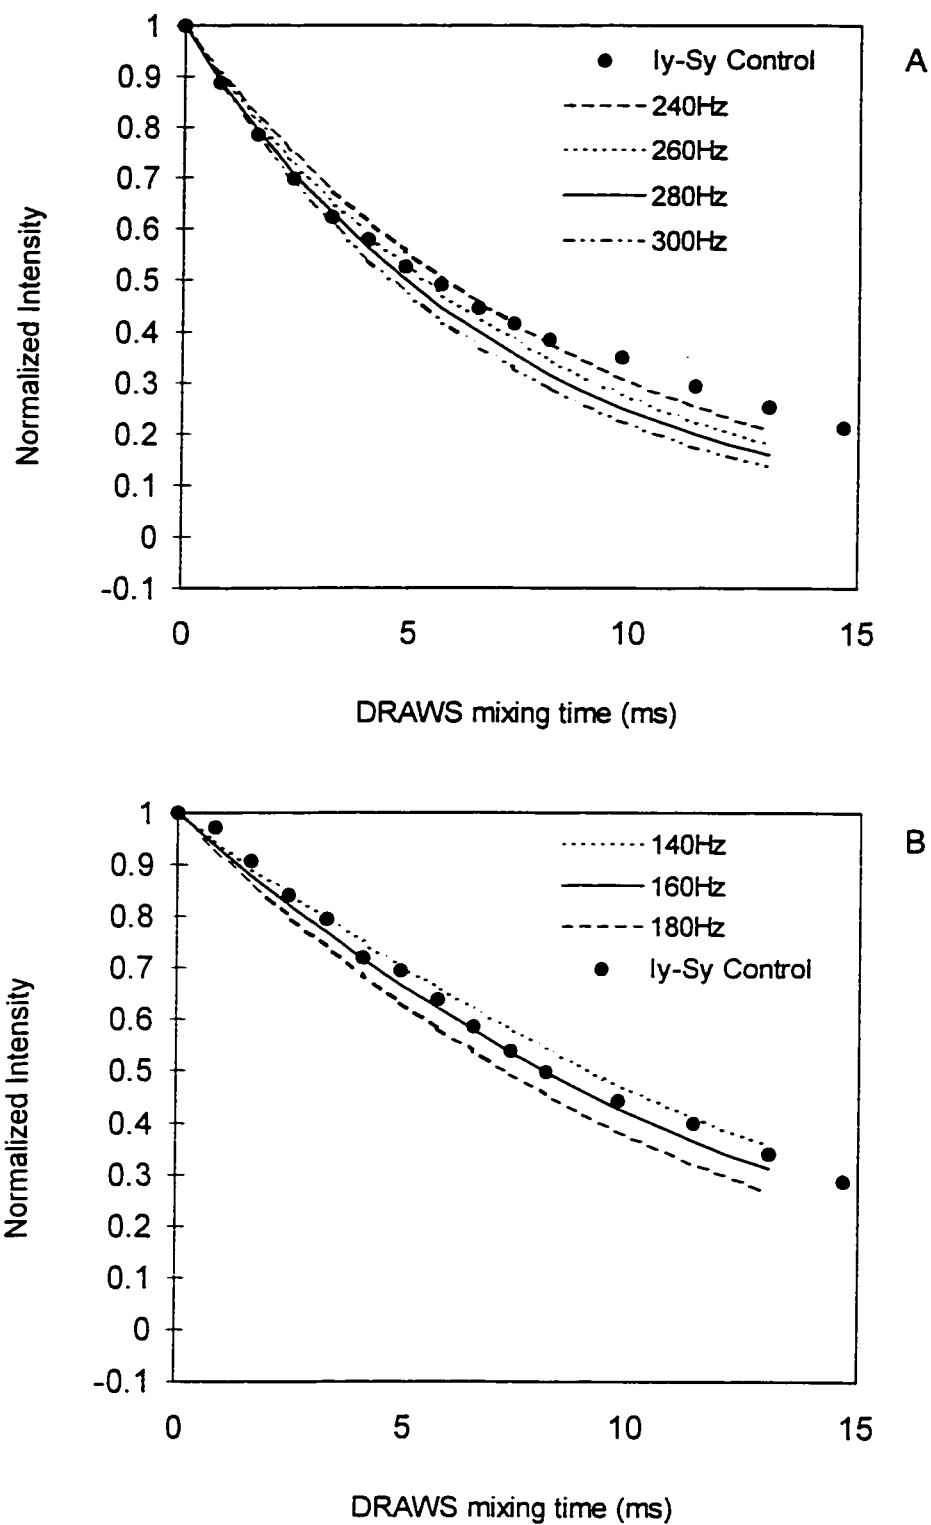 A
1
0.9
0.8
0.7
0.6
0.5
0.4
0.3
0.2
0.1
0
-0.1
Normalized Intensity
Iy-Sy Control
240Hz
260Hz
280Hz
300Hz
0 5 10 15
DRAWS mixing time (ms)
B
1
0.9
0.8
0.7
0.6
0.5
0.4
0.3
0.2
0.1
0
-0.1
Normalized Intensity
140Hz
160Hz
180Hz
Iy-Sy Control
0 5 10 15
DRAWS mixing time (ms)